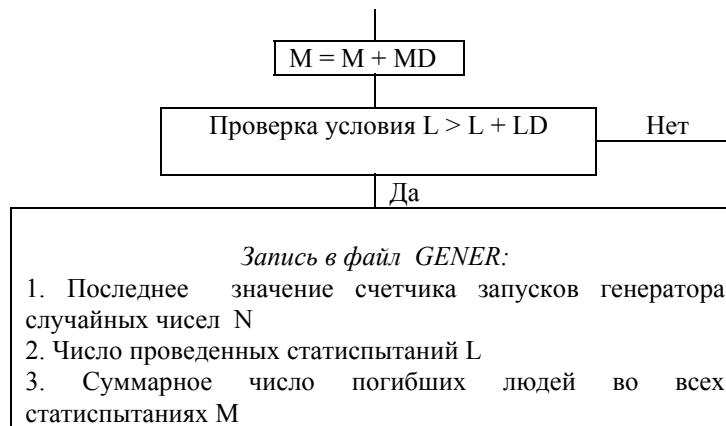 M = M + MD
Проверка условия L > L + LD
Нет
Да
Запись в файл GENER:
1. Последнее значение счетчика запусков генератора
случайных чисел N
2. Число проведенных статиспытаний L
3. Суммарное число погибших людей во всех
статиспытаниях M